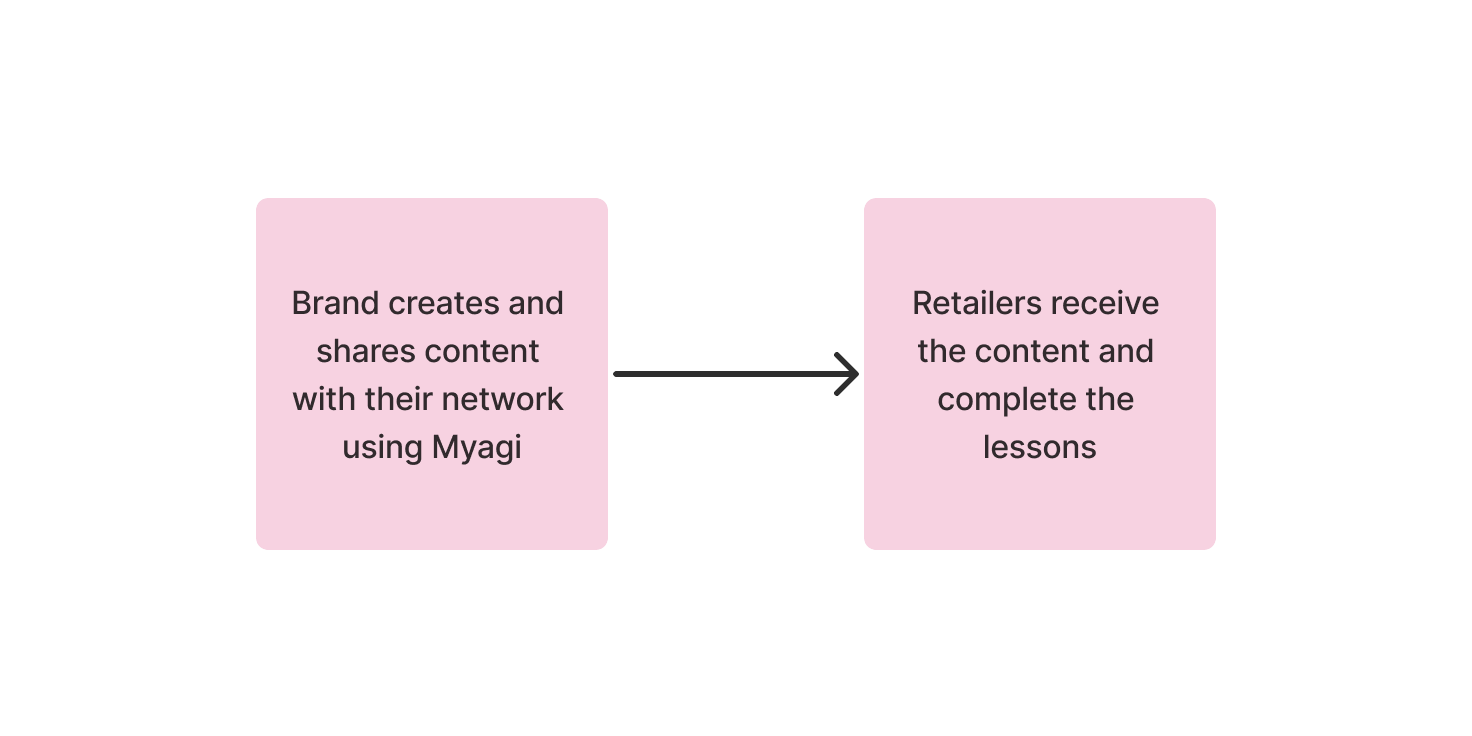 Brand creates and
shares content
with their network
using Myagi
Retailers receive
the content and
complete the
lessons